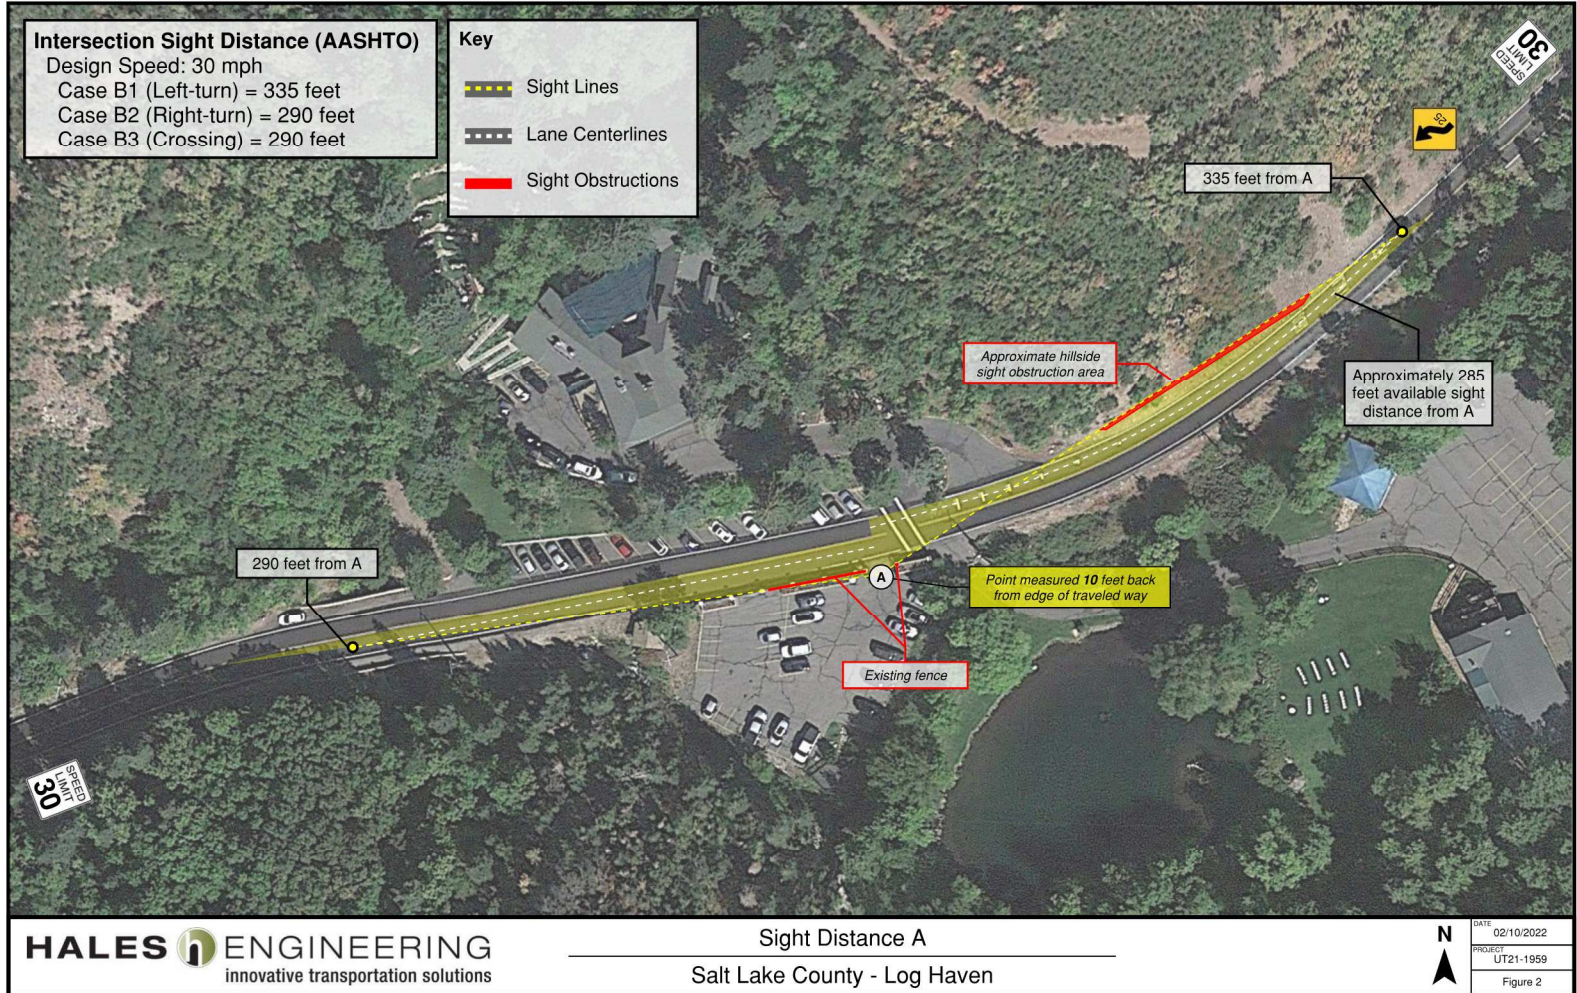 Intersection Sight Distance (AASHTO)
Design Speed: 30 mph
Case B1 (Left-turn) = 335 feet
Case B2 (Right-turn) = 290 feet
Case B3 (Crossing) = 290 feet
Key
Sight Lines
Lane Centerlines
Sight Obstructions
SPEED
LIMIT
30
25
335 feet from A
Approximate hillside
sight obstruction area
Approximately 285
feet available sight
distance from A
290 feet from A
A
Point measured 10 feet back
from edge of traveled way
Existing fence
SPEED
LIMIT
30
HALES h ENGINEERING
innovative transportation solutions
Sight Distance A
Salt Lake County - Log Haven
N
DATE
02/10/2022
PROJECT
UT21-1959
Figure 2